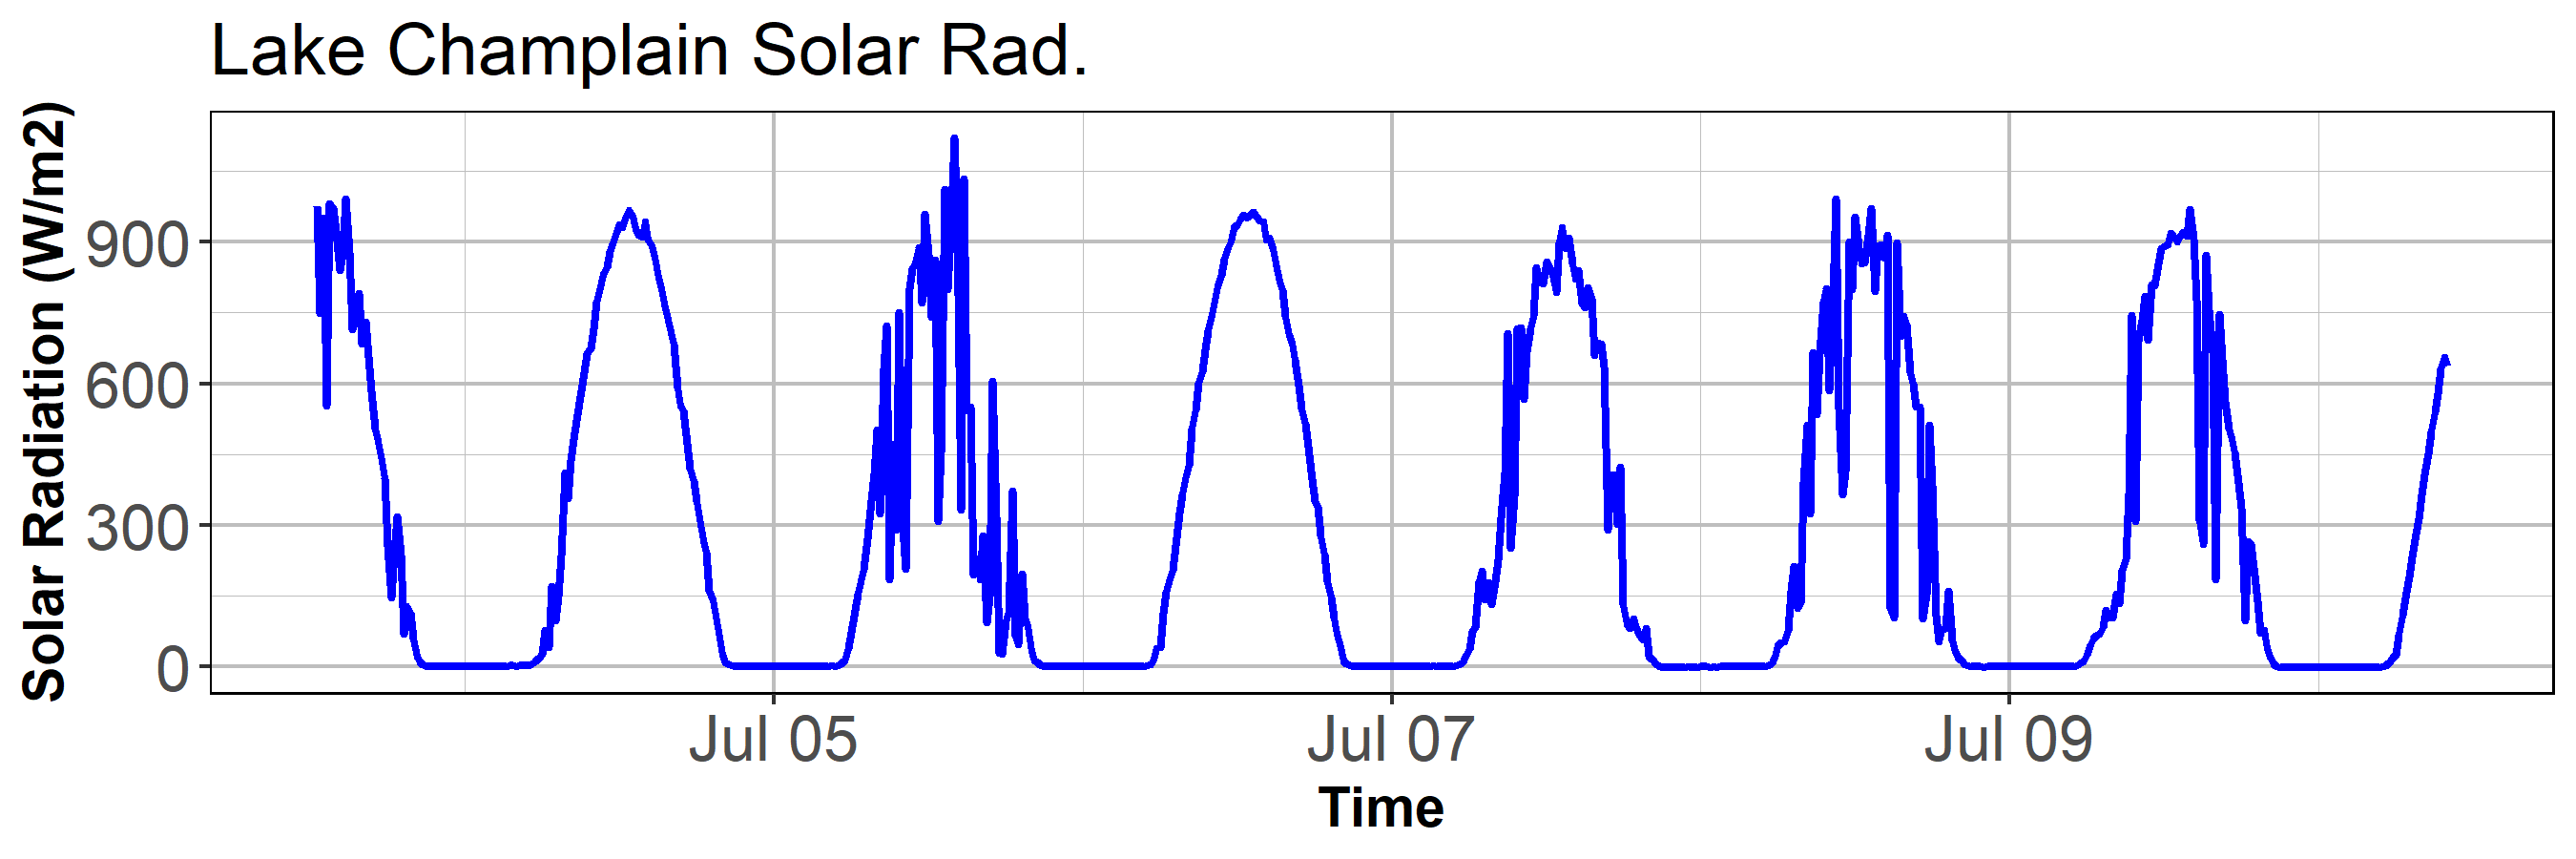 Lake Champlain Solar Rad.
Solar Radiation (W/m2)
900
600
300
0
Jul 05 Jul 07 Jul 09
Time